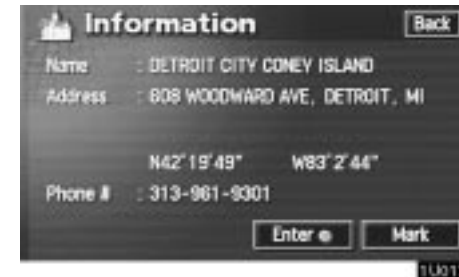 Information Back
Name : DETROIT CITY CONEY ISLAND
Address : 608 WOODWARD AVE, DETROIT, MI
N42°19'49" W83°2'44"
Phone # : 313-961-9301
Enter Mark
1U01